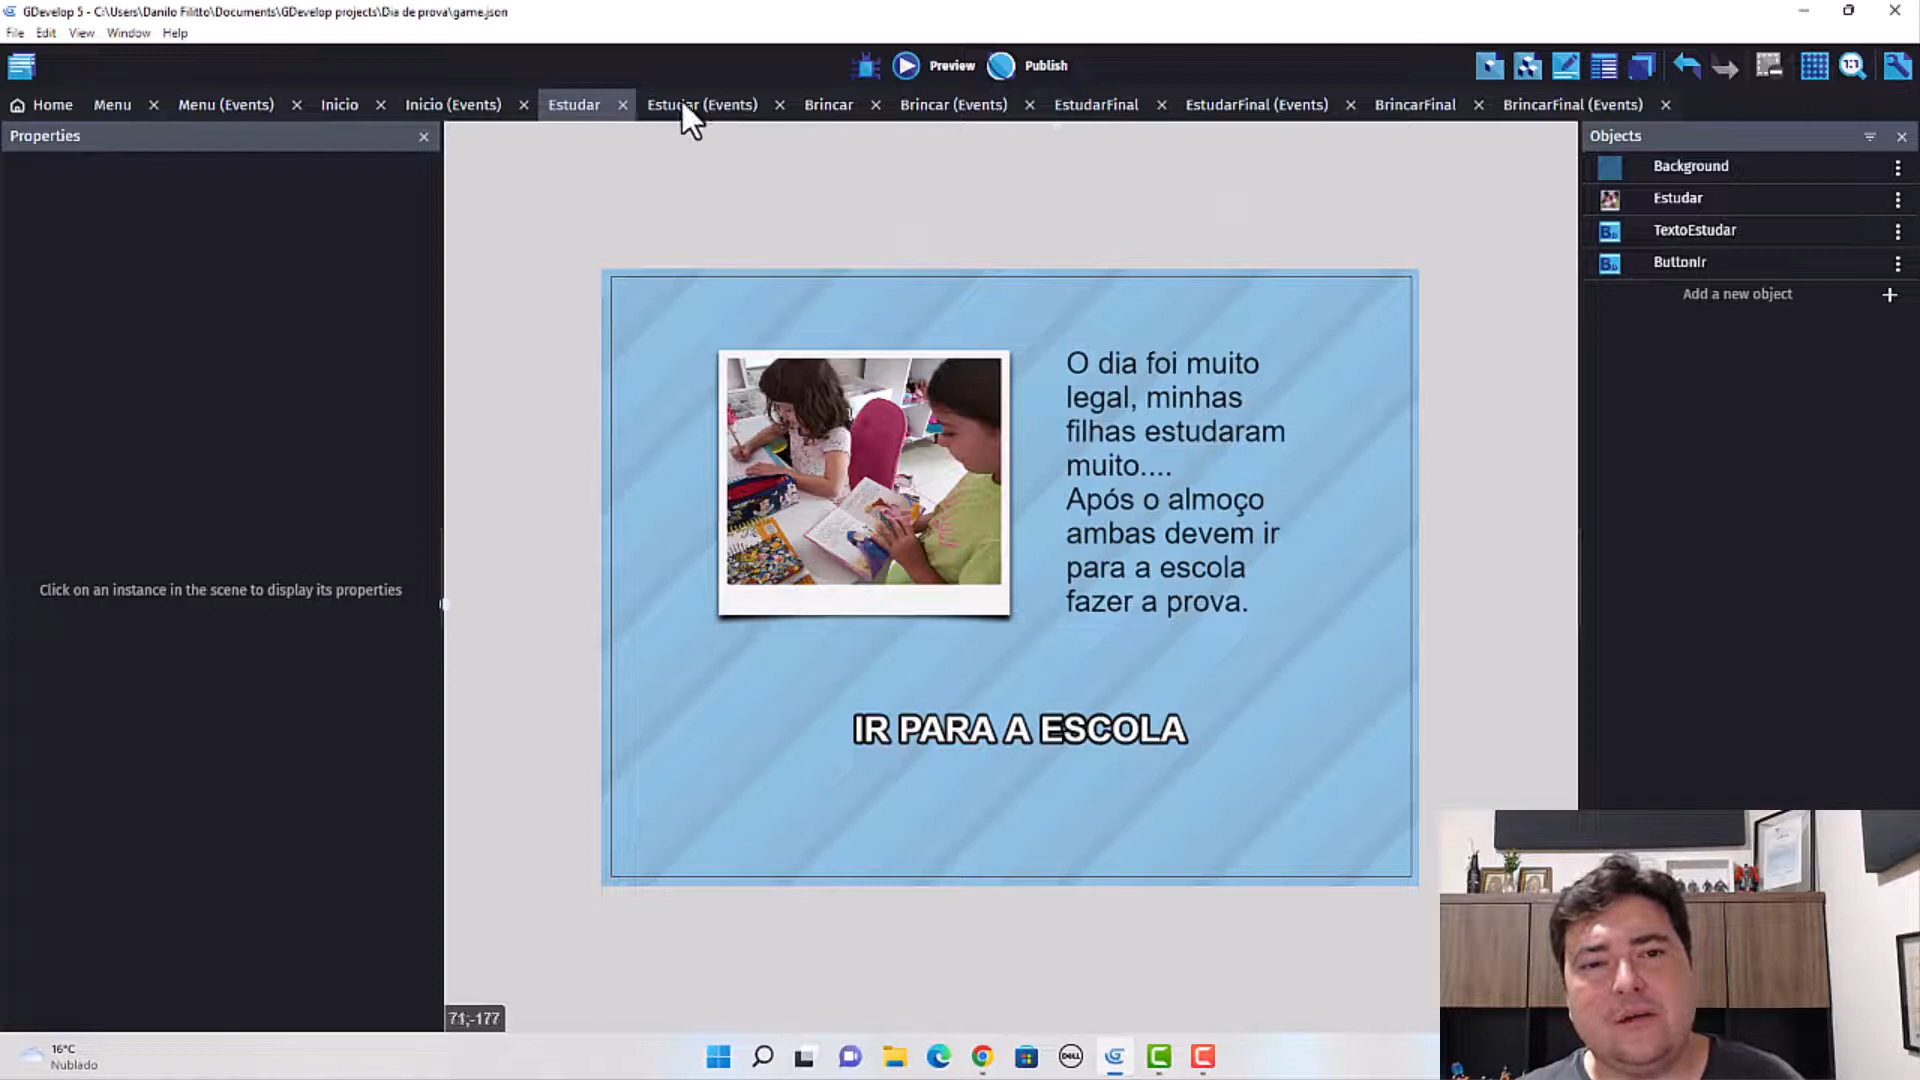 GDevelop 5 - C:\Users\Danilo Filitto\Documents\GDevelop projects\Dia de prova\game.json
File Edit View Window Help
Preview Publish
Home Menu Menu (Events) Inicio Inicio (Events) Estudar Estudar (Events) Brincar Brincar (Events) EstudarFinal EstudarFinal (Events) BrincarFinal BrincarFinal (Events)
Properties
Click on an instance in the scene to display its properties
O dia foi muito
legal, minhas
filhas estudaram
muito....
Após o almoço
ambas devem ir
para a escola
fazer a prova.
IR PARA A ESCOLA
71;-177
Objects
Background
Estudar
TextoEstudar
ButtonIr
Add a new object
1:1
16°C
Nublado
DELL